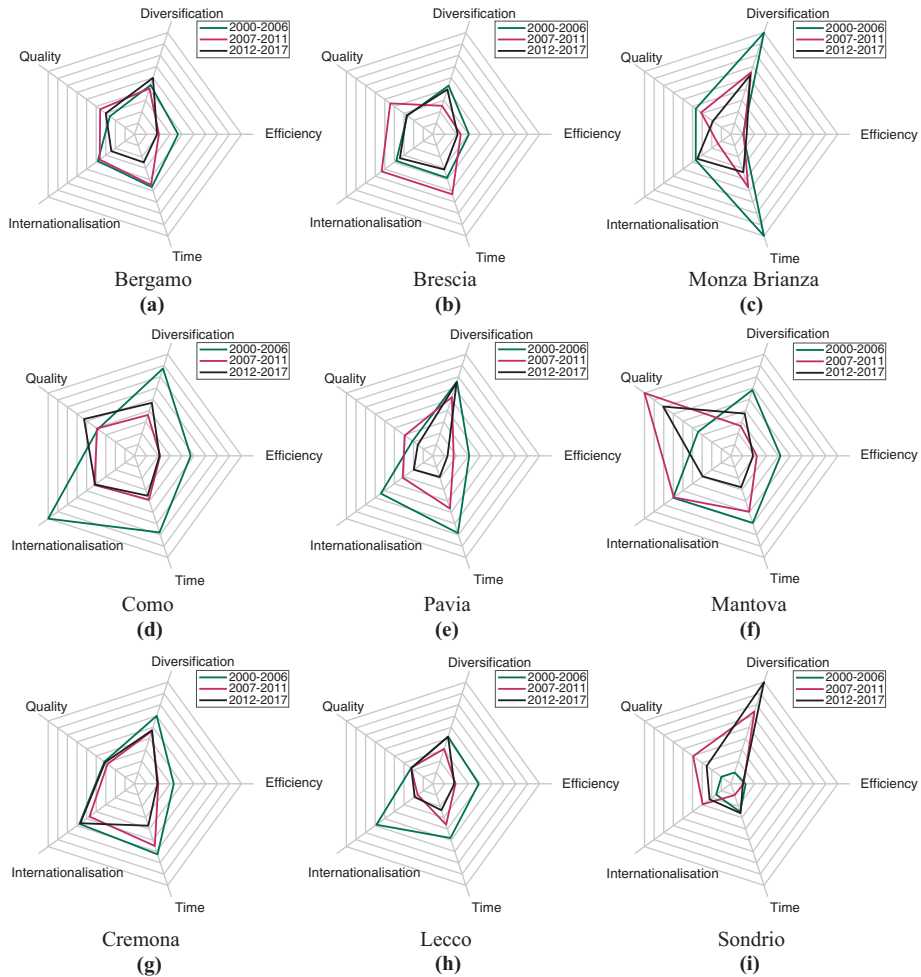 Diversification
2000-2006
2007-2011
2012-2017
Quality
Efficiency
Internationalisation
Time
Bergamo
(a)
Diversification
2000-2006
2007-2011
2012-2017
Quality
Efficiency
Internationalisation
Time
Brescia
(b)
Diversification
2000-2006
2007-2011
2012-2017
Quality
Efficiency
Internationalisation
Time
Monza Brianza
(c)
Diversification
2000-2006
2007-2011
2012-2017
Quality
Efficiency
Internationalisation
Time
Como
(d)
Diversification
2000-2006
2007-2011
2012-2017
Quality
Efficiency
Internationalisation
Time
Pavia
(e)
Diversification
2000-2006
2007-2011
2012-2017
Quality
Efficiency
Internationalisation
Time
Mantova
(f)
Diversification
2000-2006
2007-2011
2012-2017
Quality
Efficiency
Internationalisation
Time
Cremona
(g)
Diversification
2000-2006
2007-2011
2012-2017
Quality
Efficiency
Internationalisation
Time
Lecco
(h)
Diversification
2000-2006
2007-2011
2012-2017
Quality
Efficiency
Internationalisation
Time
Sondrio
(i)